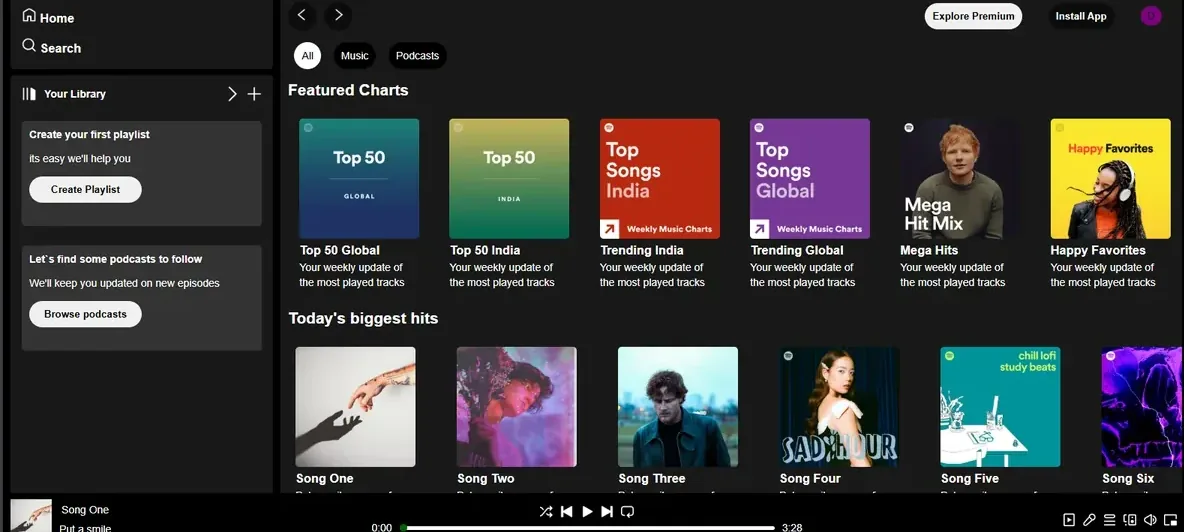 Home
Search
Your Library
Create your first playlist
its easy we'll help you
Create Playlist
Let`s find some podcasts to follow
We'll keep you updated on new episodes
Browse podcasts
Explore Premium
Install App
All
Music
Podcasts
Featured Charts
Top 50
GLOBAL
Top 50 Global
Your weekly update of
the most played tracks
Top 50
INDIA
Top 50 India
Your weekly update of
the most played tracks
Top
Songs
India
Weekly Music Charts
Trending India
Your weekly update of
the most played tracks
Top
Songs
Global
Weekly Music Charts
Trending Global
Your weekly update of
the most played tracks
Mega
Hit Mix
Mega Hits
Your weekly update of
the most played tracks
Happy Favorites
Happy Favorites
Your weekly update of
the most played tracks
Today's biggest hits
Song One
Song Two
Song Three
SAD HOUR
Song Four
chill lofi
study beats
Song Five
Song Six
Song One
Put a smile
0:00
3:28